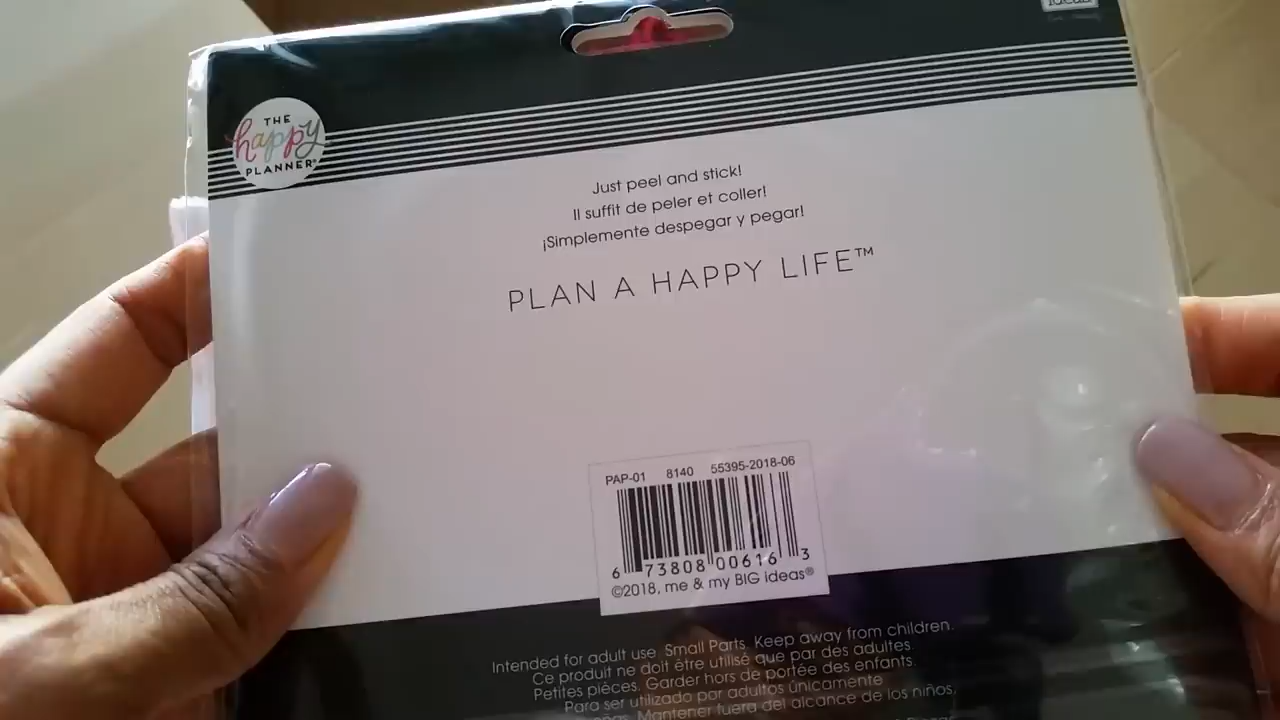 ideas
THE
happy
PLANNER®
Just peel and stick!
Il suffit de peler et coller!
¡Simplemente despegar y pegar!
PLAN A HAPPY LIFE™
PAP-01 8140 55395-2018-06
6 73808 00616 3
©2018, me & my BIG ideas®
Intended for adult use. Small Parts. Keep away from children.
Ce produit ne doit être utilisé que par des adultes.
Petites pièces. Garder hors de portée des enfants.
Para ser utilizado por adultos únicamente
Mantener fuera del alcance de los niños.